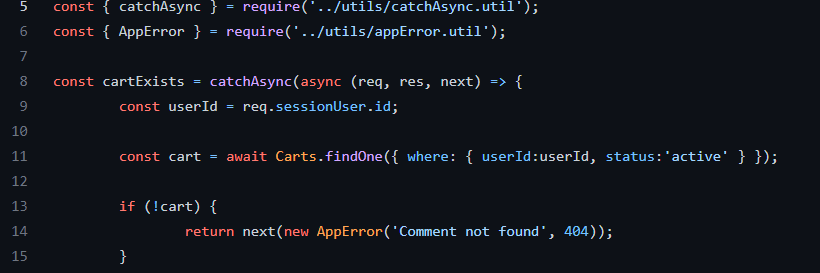 5 const { catchAsync } = require('../utils/catchAsync.util');
6 const { AppError } = require('../utils/appError.util');
7
8 const cartExists = catchAsync(async (req, res, next) => {
9 const userId = req.sessionUser.id;
10
11 const cart = await Carts.findOne({ where: { userId:userId, status:'active' } });
12
13 if (!cart) {
14 return next(new AppError('Comment not found', 404));
15 }